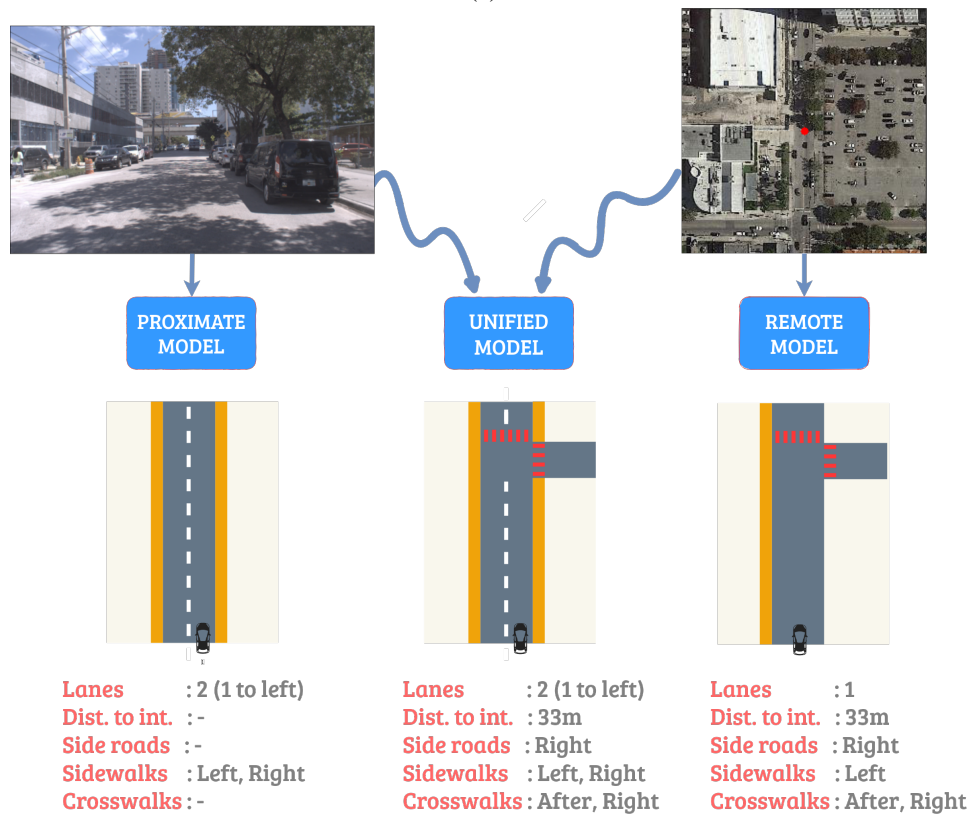 PROXIMATE
MODEL
UNIFIED
MODEL
REMOTE
MODEL
Lanes : 2 (1 to left)
Dist. to int. : -
Side roads : -
Sidewalks : Left, Right
Crosswalks : -
Lanes : 2 (1 to left)
Dist. to int. : 33m
Side roads : Right
Sidewalks : Left, Right
Crosswalks : After, Right
Lanes : 1
Dist. to int. : 33m
Side roads : Right
Sidewalks : Left
Crosswalks : After, Right